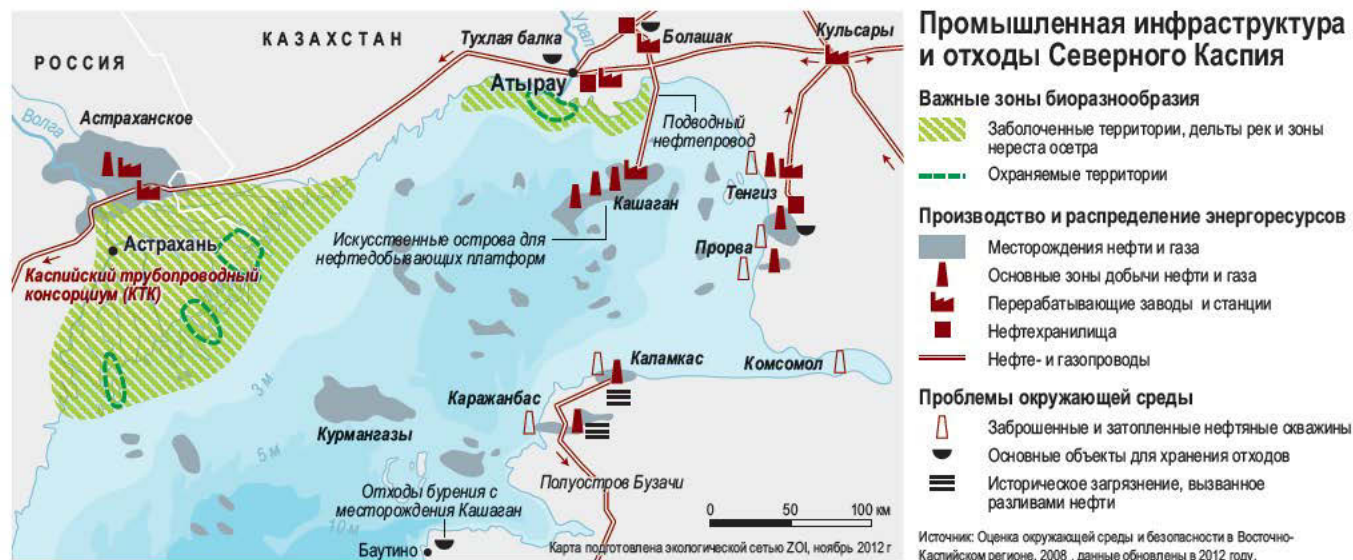 КАЗАХСТАН
РОССИЯ
Волга
Урал
Тухлая балка
Болашак
Кульсары
Атырау
Астраханское
Подводный
нефтепровод
Тенгиз
Кашаган
Астрахань
Искусственные острова для
нефтедобывающих платформ
Прорва
Каспийский трубопроводный
консорциум (КТК)
3 м
Каламкас
Комсомол
Каражанбас
Курмангазы
5 м
Полуостров Бузачи
Отходы бурения с
месторождения Кашаган
10 м
Баутино
0 50 100 км
Карта подготовлена экологической сетью ZOI, ноябрь 2012 г
Промышленная инфраструктура
и отходы Северного Каспия
Важные зоны биоразнообразия
Заболоченные территории, дельты рек и зоны
нереста осетра
Охраняемые территории
Производство и распределение энергоресурсов
Месторождения нефти и газа
Основные зоны добычи нефти и газа
Перерабатывающие заводы и станции
Нефтехранилища
Нефте- и газопроводы
Проблемы окружающей среды
Заброшенные и затопленные нефтяные скважины
Основные объекты для хранения отходов
Историческое загрязнение, вызванное
разливами нефти
Источник: Оценка окружающей среды и безопасности в Восточно-
Каспийском регионе, 2008 , данные обновлены в 2012 году.